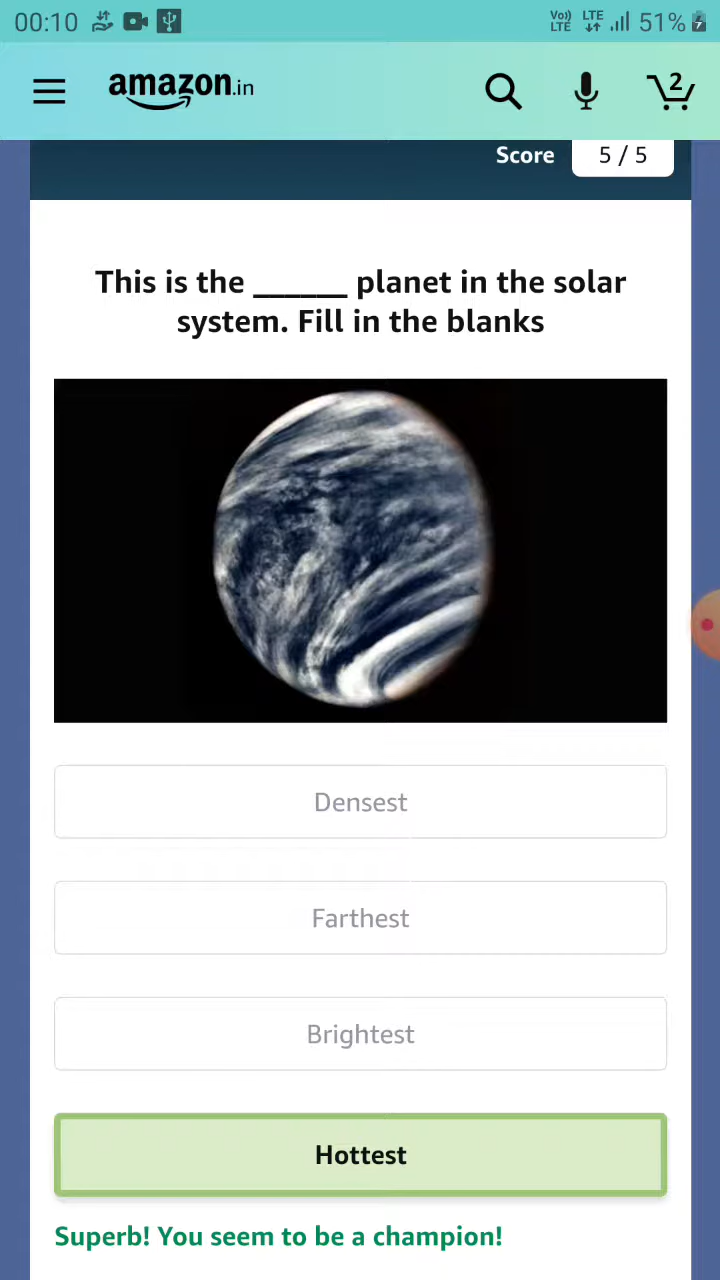 00:10 Vo)) LTE LTE 51%
amazon.in 2
Score 5 / 5
This is the ______ planet in the solar
system. Fill in the blanks
Densest
Farthest
Brightest
Hottest
Superb! You seem to be a champion!